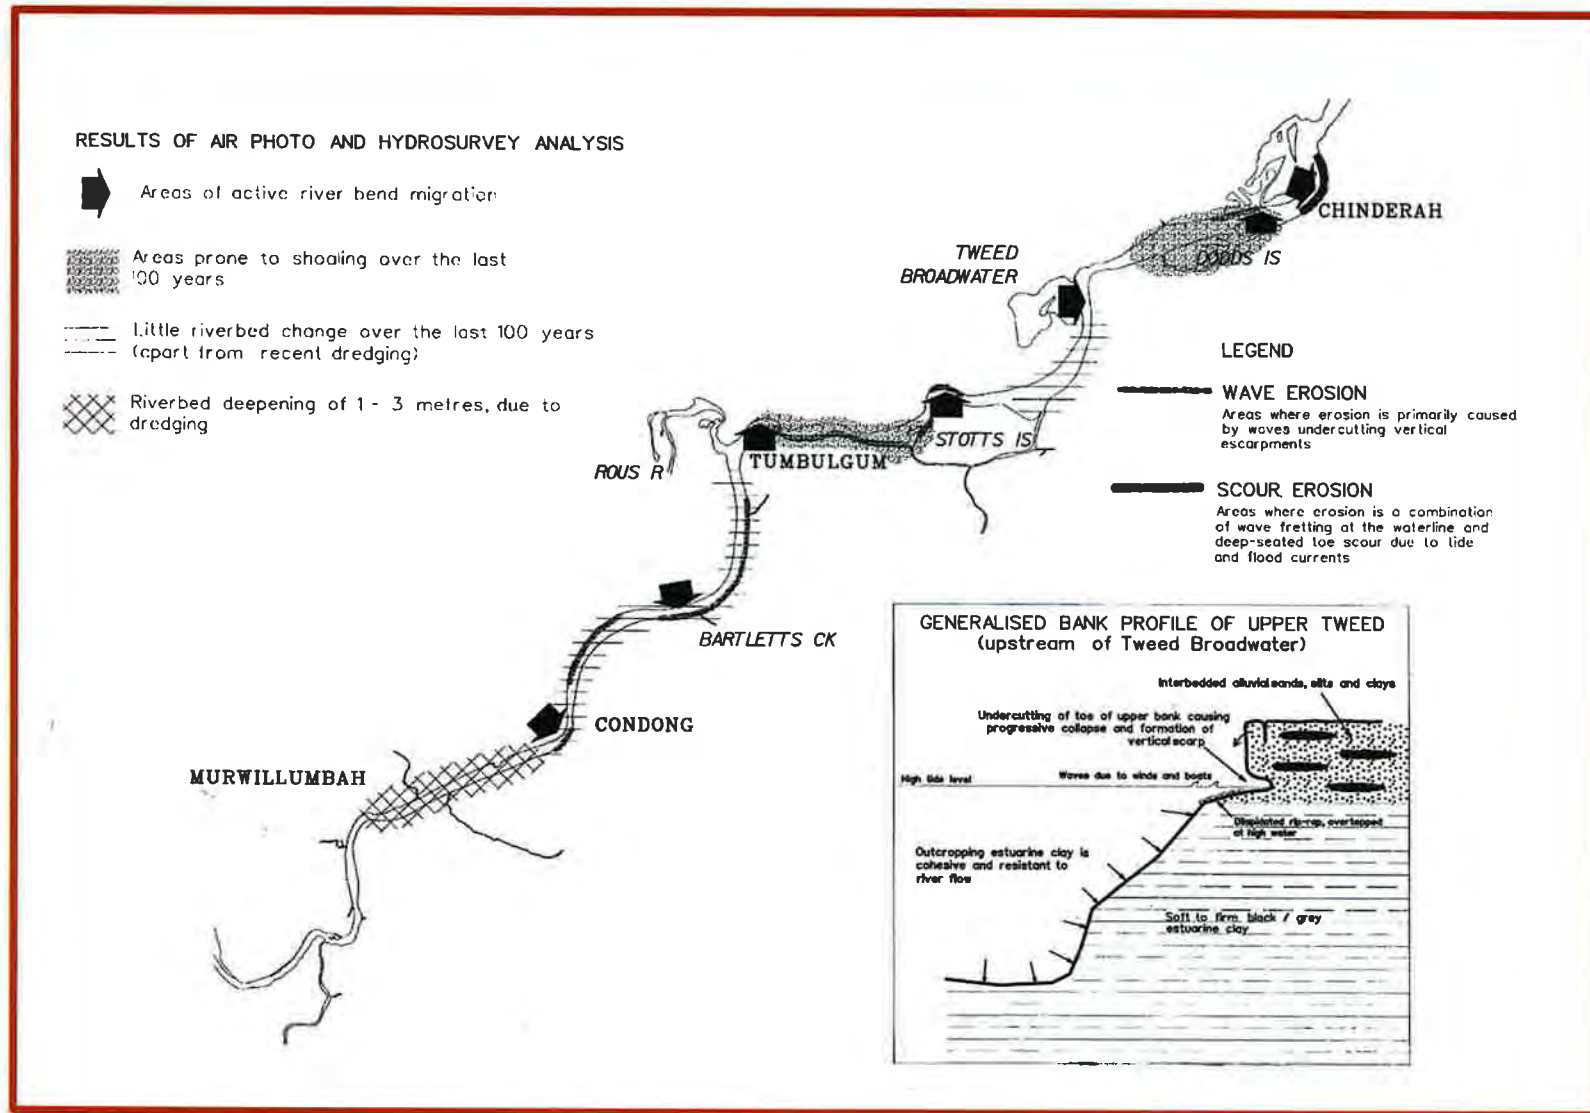 RESULTS OF AIR PHOTO AND HYDROSURVEY ANALYSIS
Areas of active river bend migration
Areas prone to shoaling over the last
100 years
Little riverbed change over the last 100 years
(apart from recent dredging)
Riverbed deepening of 1 - 3 metres, due to
dredging
CHINDERAH
DODDS IS
TWEED
BROADWATER
STOTTS IS
TUMBULGUM
ROUS R
BARTLETTS CK
CONDONG
MURWILLUMBAH
LEGEND
WAVE EROSION
Areas where erosion is primarily caused
by waves undercutting vertical
escarpments
SCOUR EROSION
Areas where erosion is a combination
of wave fretting at the waterline and
deep-seated toe scour due to tide
and flood currents
GENERALISED BANK PROFILE OF UPPER TWEED
(upstream of Tweed Broadwater)
Interbedded alluvial sands, silts and clays
Undercutting of toe of upper bank causing
progressive collapse and formation of
vertical scarp
High tide level
Waves due to winds and boats
Dilapidated rip-rap, overtopped
at high water
Outcropping estuarine clay is
cohesive and resistant to
river flow
Soft to firm black / grey
estuarine clay